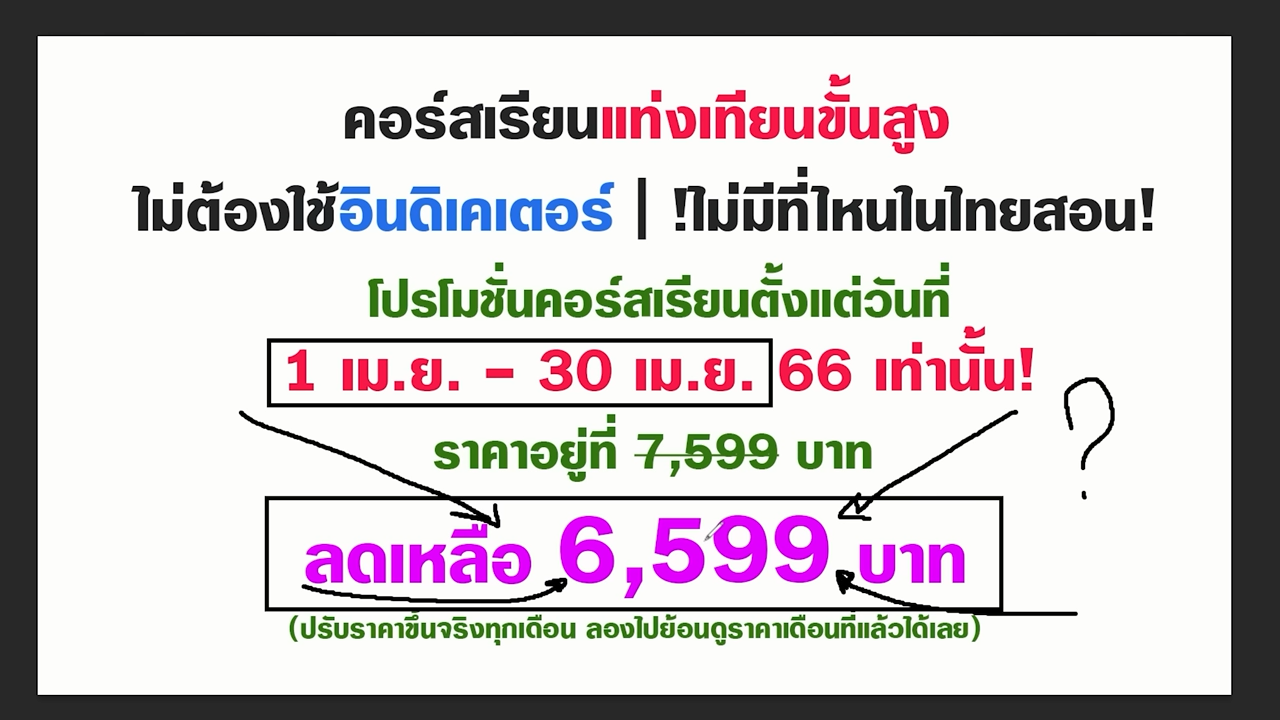 คอร์สเรียนแท่งเทียนขั้นสูง
ไม่ต้องใช้อินดิเคเตอร์ | !ไม่มีที่ไหนในไทยสอน!
โปรโมชั่นคอร์สเรียนตั้งแต่วันที่
1 เม.ย. - 30 เม.ย. 66 เท่านั้น!
ราคาอยู่ที่ 7,599 บาท
?
ลดเหลือ 6,599 บาท
(ปรับราคาขึ้นจริงทุกเดือน ลองไปย้อนดูราคาเดือนที่แล้วได้เลย)